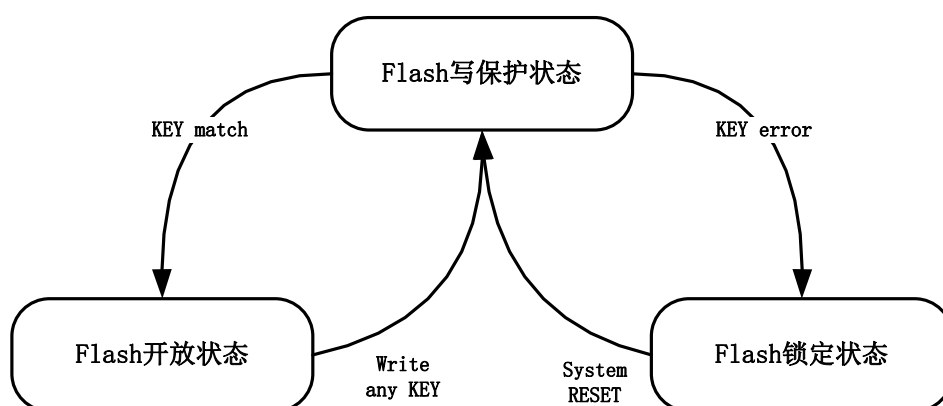 Flash写保护状态
KEY match
KEY error
Flash开放状态
Write
any KEY
System
RESET
Flash锁定状态